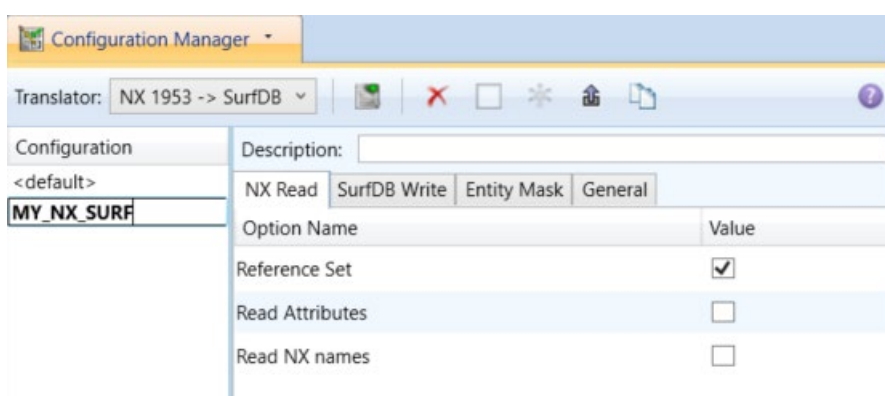 Configuration Manager
Translator: NX 1953 -> SurfDB
?
Configuration
Description:
<default>
NX Read SurfDB Write Entity Mask General
MY_NX_SURF
Option Name Value
Reference Set
Read Attributes
Read NX names